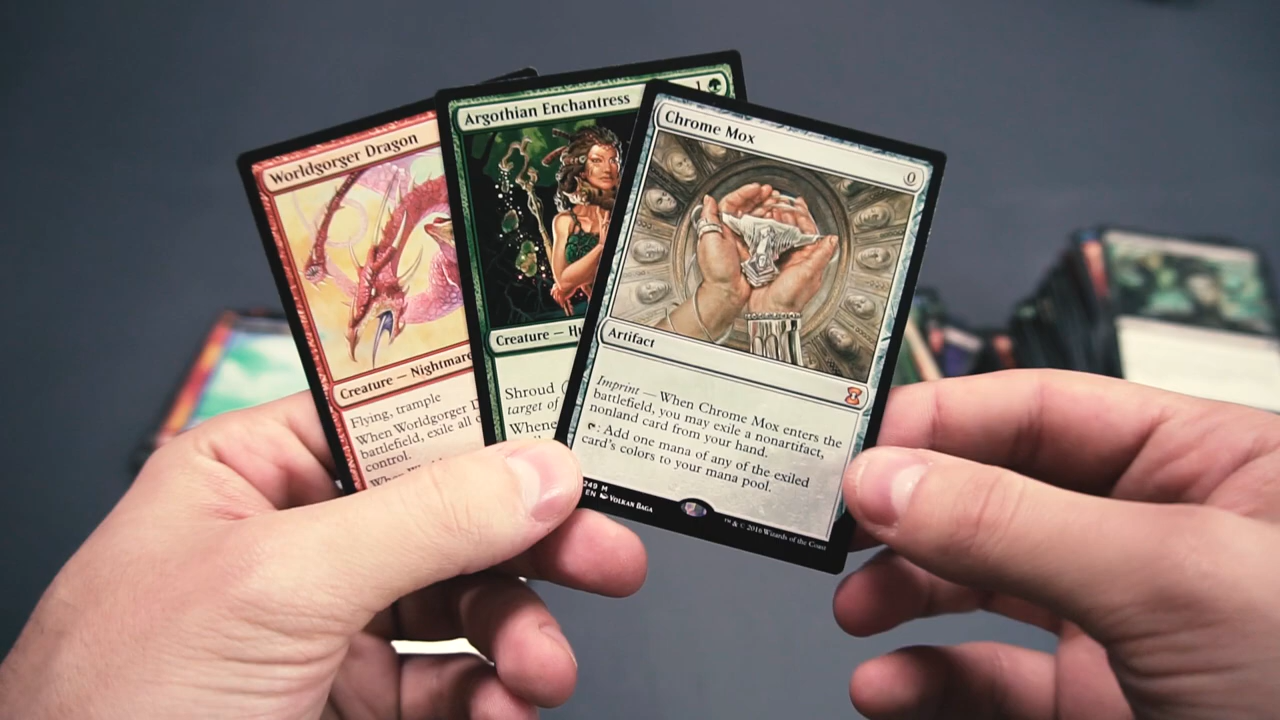 Worldgorger Dragon
Creature — Nightmare
Flying, trample
When Worldgorger
battlefield, exile all
control.
Argothian Enchantress
1
Creature —
Shroud
target of
Whene
Chrome Mox
0
Artifact
Imprint — When Chrome Mox enters the
battlefield, you may exile a nonartifact,
nonland card from your hand.
: Add one mana of any of the exiled
card's colors to your mana pool.
249 M
EN Volkan Baga
™ & © 2016 Wizards of the Coast